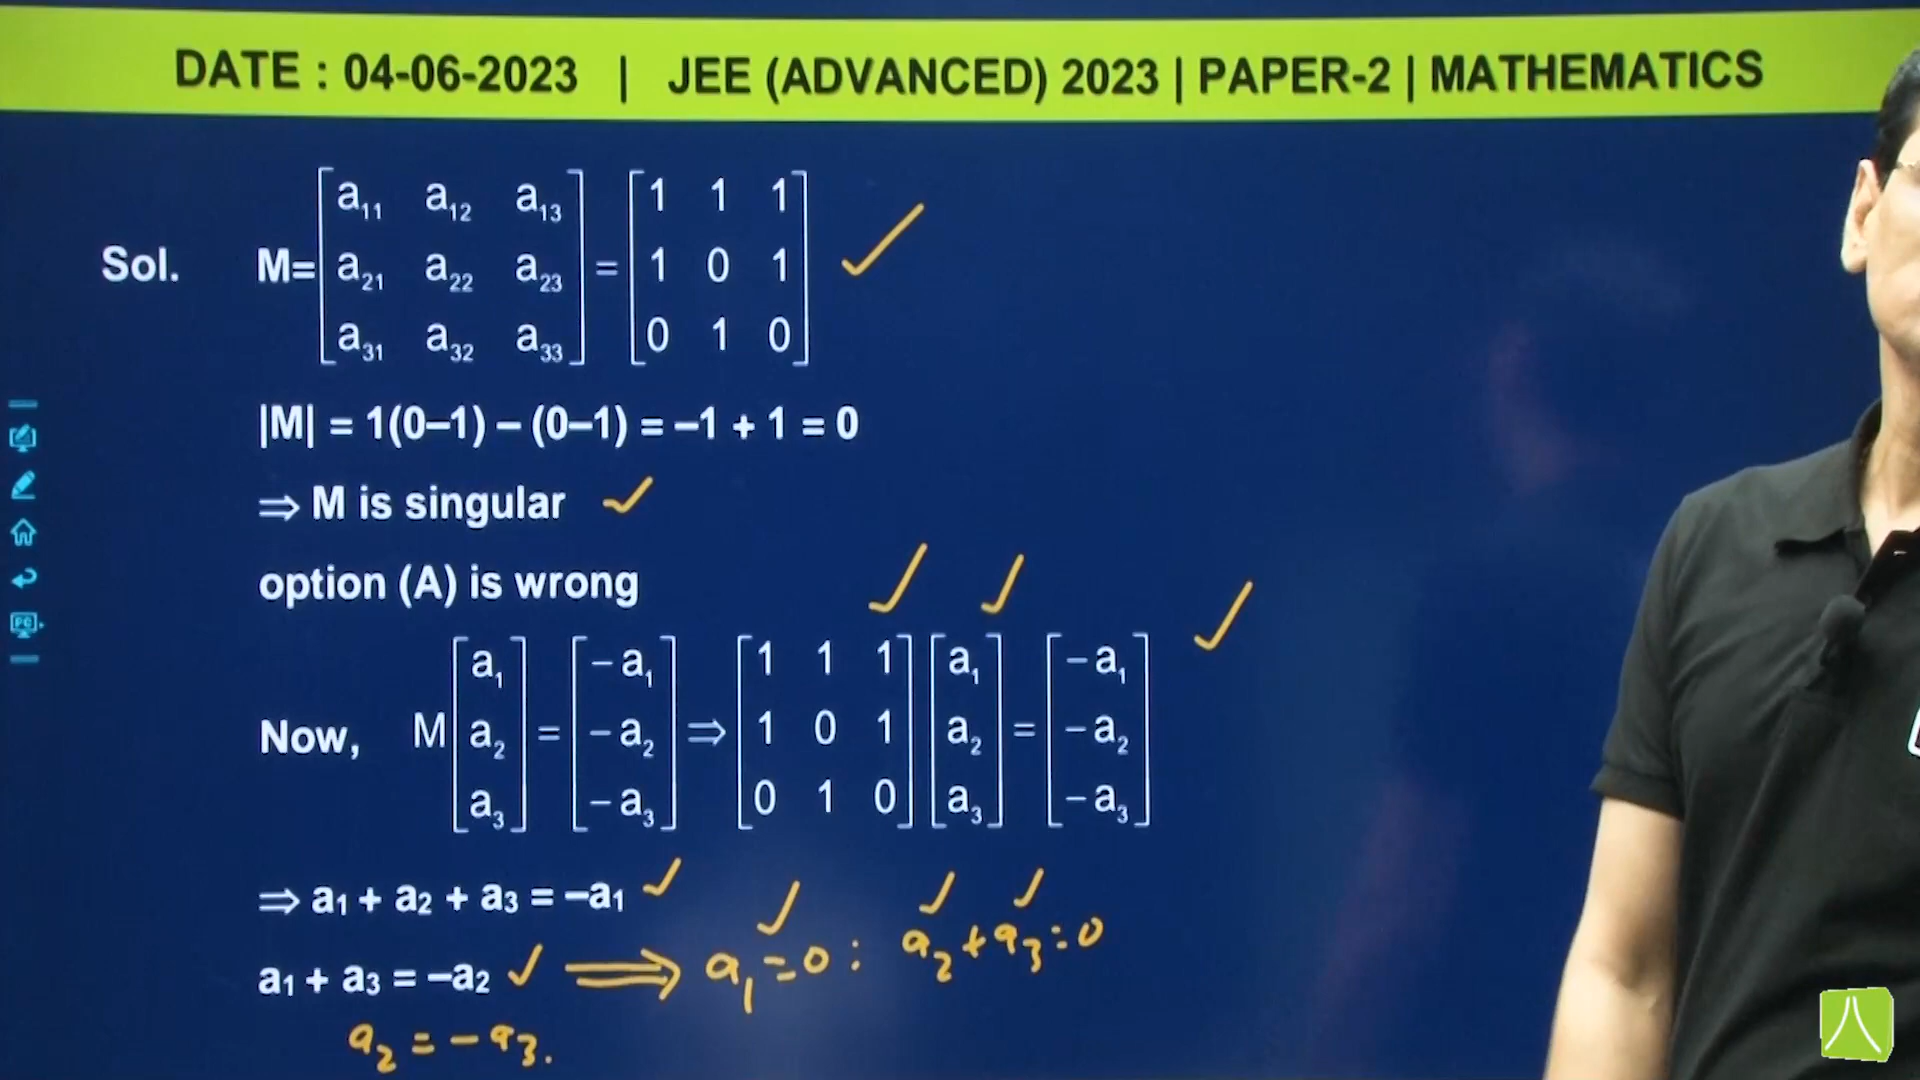 DATE : 04-06-2023 | JEE (ADVANCED) 2023 | PAPER-2 | MATHEMATICS
Sol. M= [a₁₁ a₁₂ a₁₃; a₂₁ a₂₂ a₂₃; a₃₁ a₃₂ a₃₃] = [1 1 1; 1 0 1; 0 1 0] ✓
|M| = 1(0–1) – (0–1) = –1 + 1 = 0
⇒ M is singular ✓
option (A) is wrong
Now, M [a₁; a₂; a₃] = [–a₁; –a₂; –a₃] ⇒ [1 1 1; 1 0 1; 0 1 0] [a₁; a₂; a₃] = [–a₁; –a₂; –a₃] ✓
⇒ a₁ + a₂ + a₃ = –a₁ ✓
a₁ + a₃ = –a₂ ✓ ⟹ a₁=0 : a₂+a₃=0
a₂ = –a₃.
PC